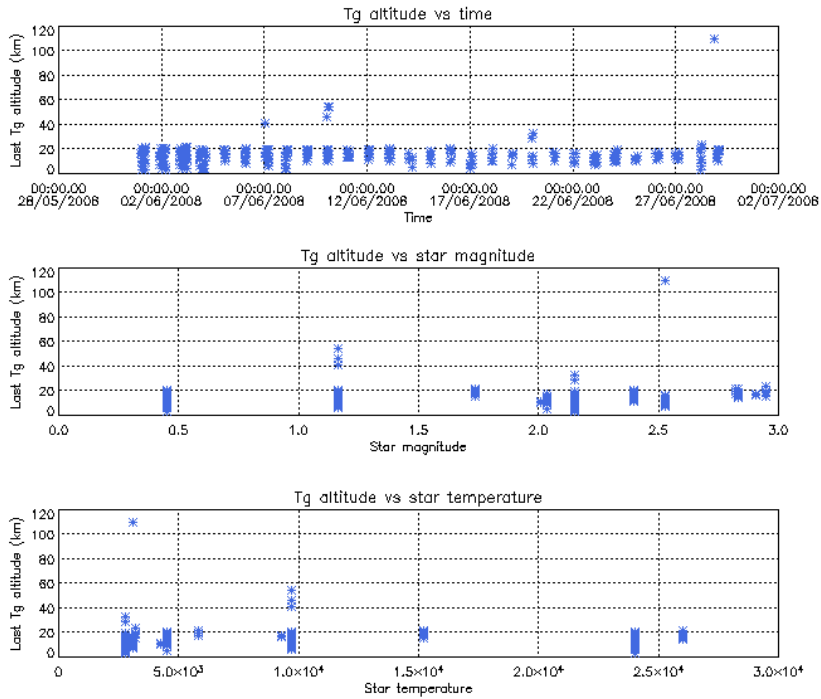 Tg altitude vs time
Last Tg altitude (km)
120
100
80
60
40
20
0
00:00.00 00:00.00 00:00.00 00:00.00 00:00.00 00:00.00 00:00.00 00:00.00
28/05/2008 02/06/2008 07/06/2008 12/06/2008 17/06/2008 22/06/2008 27/06/2008 02/07/2008
Time
Tg altitude vs star magnitude
Last Tg altitude (km)
120
100
80
60
40
20
0
0.0 0.5 1.0 1.5 2.0 2.5 3.0
Star magnitude
Tg altitude vs star temperature
Last Tg altitude (km)
120
100
80
60
40
20
0
0 5.0×10³ 1.0×10⁴ 1.5×10⁴ 2.0×10⁴ 2.5×10⁴ 3.0×10⁴
Star temperature